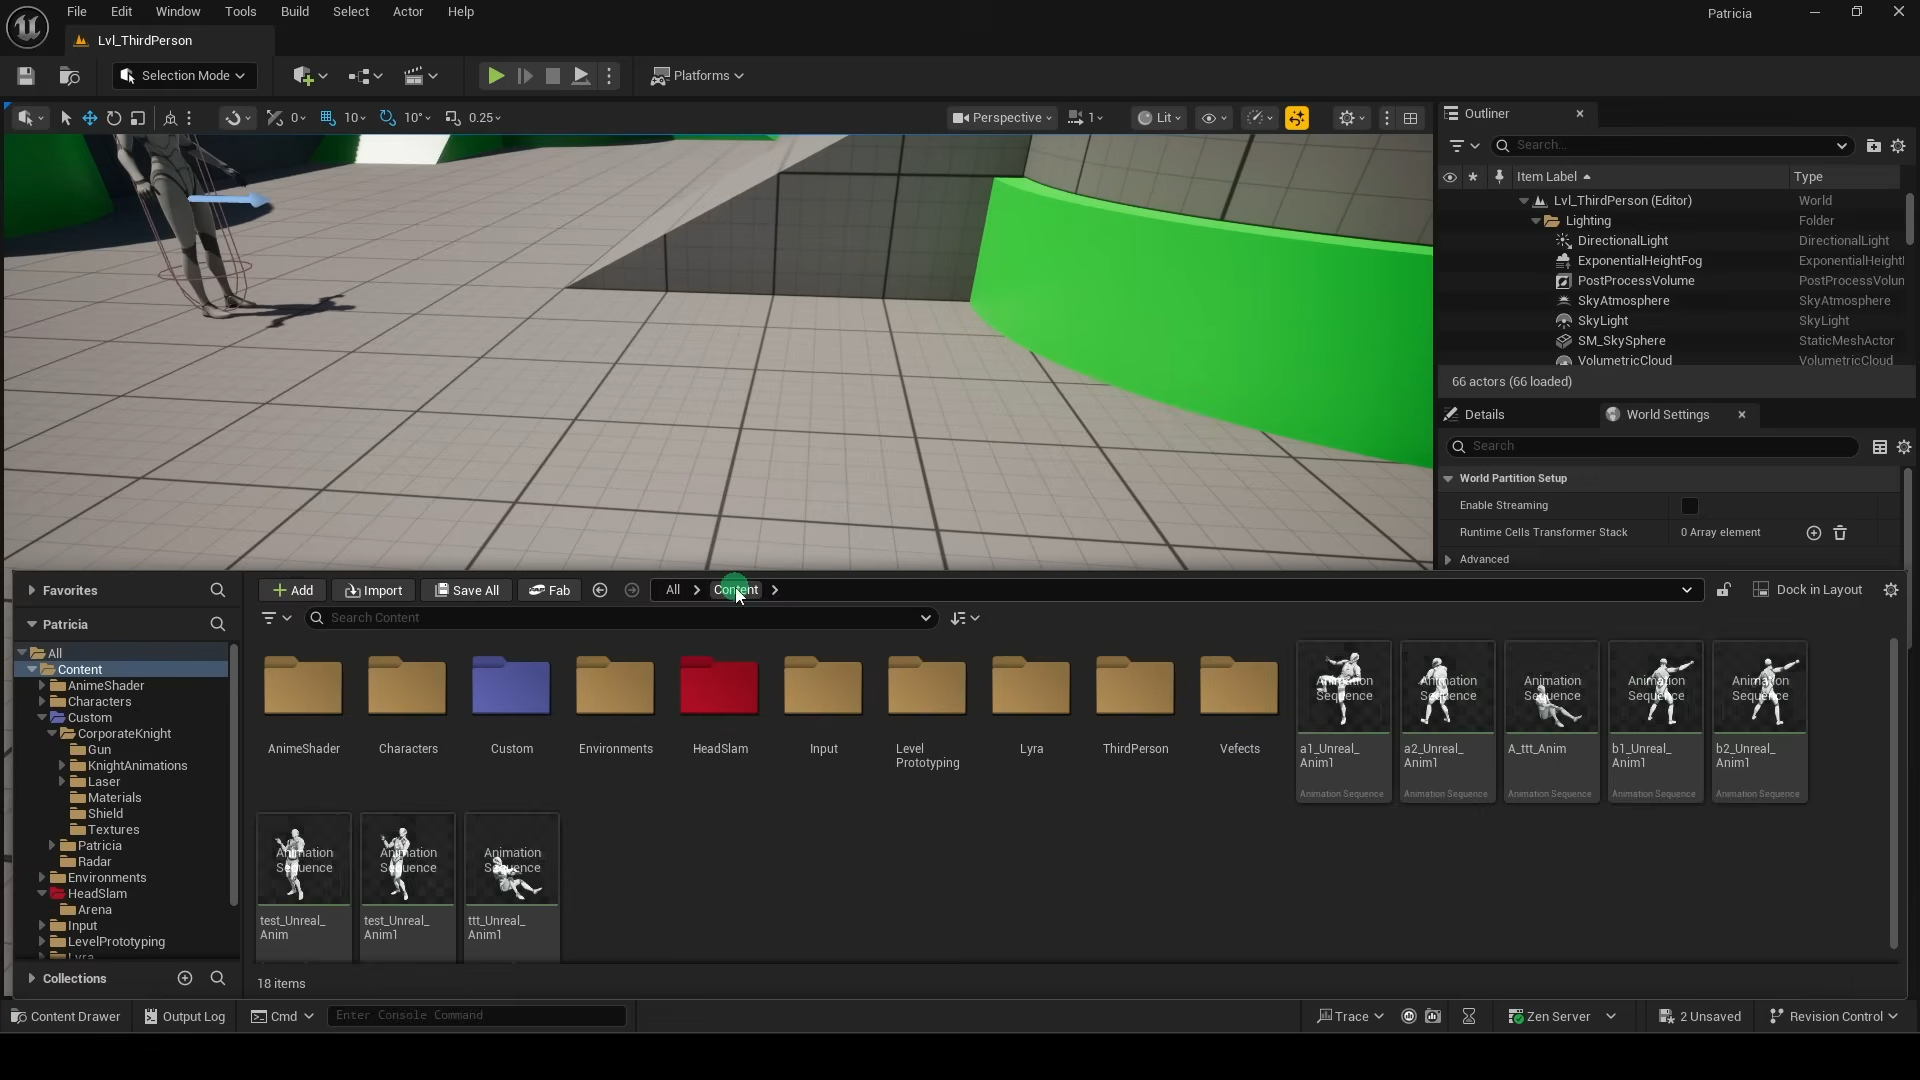 File Edit Window Tools Build Select Actor Help
Patricia
Lvl_ThirdPerson
Selection Mode
Platforms
0 10 10° 0.25
Perspective 1 Lit
Outliner
Search...
Item Label Type
Lvl_ThirdPerson (Editor) World
Lighting Folder
DirectionalLight DirectionalLight
ExponentialHeightFog ExponentialHeightI
PostProcessVolume PostProcessVolun
SkyAtmosphere SkyAtmosphere
SkyLight SkyLight
SM_SkySphere StaticMeshActor
VolumetricCloud VolumetricCloud
66 actors (66 loaded)
Details World Settings
Search
World Partition Setup
Enable Streaming
Runtime Cells Transformer Stack 0 Array element
Advanced
Favorites
Patricia
All
Content
AnimeShader
Characters
Custom
CorporateKnight
Gun
KnightAnimations
Laser
Materials
Shield
Textures
Patricia
Radar
Environments
HeadSlam
Arena
Input
LevelPrototyping
Lyra
Collections
Add Import Save All Fab All Content Dock in Layout
Search Content
AnimeShader Characters Custom Environments HeadSlam Input Level Prototyping Lyra ThirdPerson Vefects
Animation Sequence
a1_Unreal_
Anim1
Animation Sequence
Animation Sequence
a2_Unreal_
Anim1
Animation Sequence
Animation Sequence
A_ttt_Anim
Animation Sequence
Animation Sequence
b1_Unreal_
Anim1
Animation Sequence
Animation Sequence
b2_Unreal_
Anim1
Animation Sequence
Animation Sequence
test_Unreal_
Anim
Animation Sequence
test_Unreal_
Anim1
Animation Sequence
ttt_Unreal_
Anim1
18 items
Content Drawer Output Log Cmd Enter Console Command Trace Zen Server 2 Unsaved Revision Control